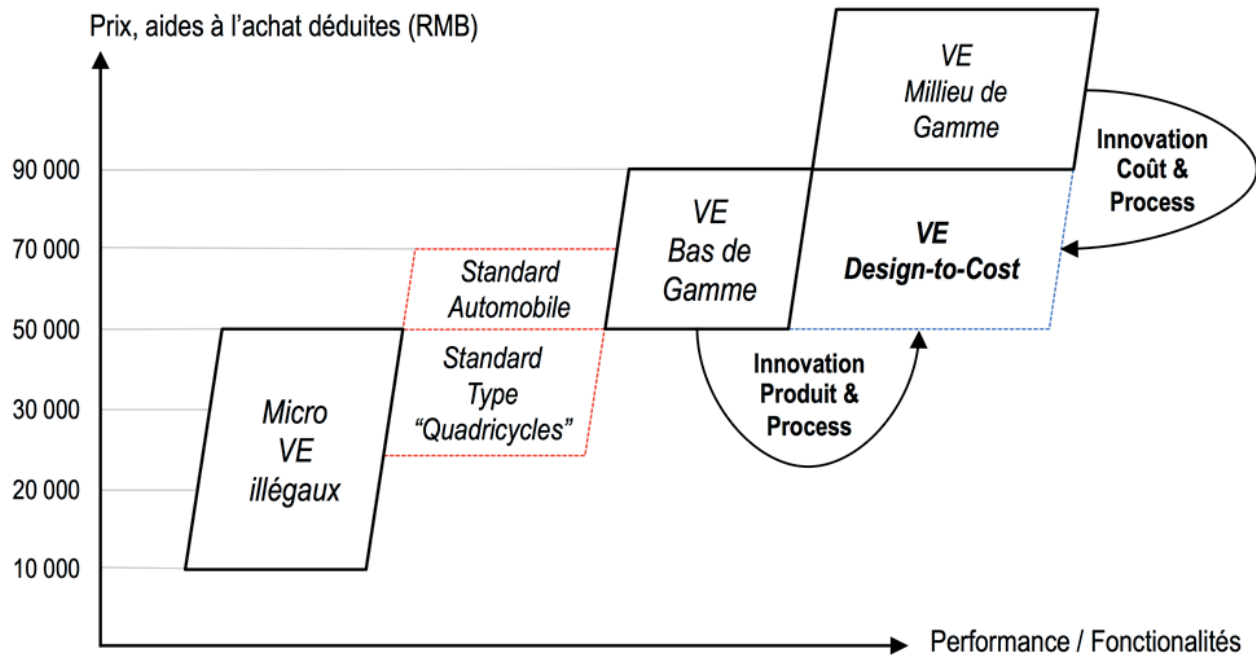 Prix, aides à l’achat déduites (RMB)
90 000
70 000
50 000
30 000
20 000
10 000
Micro
VE
illégaux
Standard
Automobile
Standard
Type
“Quadricycles”
VE
Bas de
Gamme
VE
Millieu de
Gamme
VE
Design-to-Cost
Innovation
Coût &
Process
Innovation
Produit &
Process
Performance / Fonctionalités